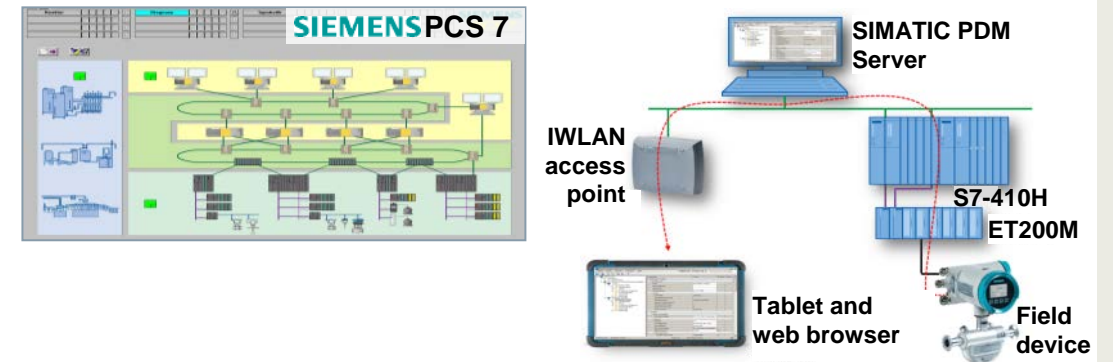 SIEMENS PCS 7
SIMATIC PDM
Server
IWLAN
access
point
S7-410H
ET200M
Tablet and
web browser
Field
device